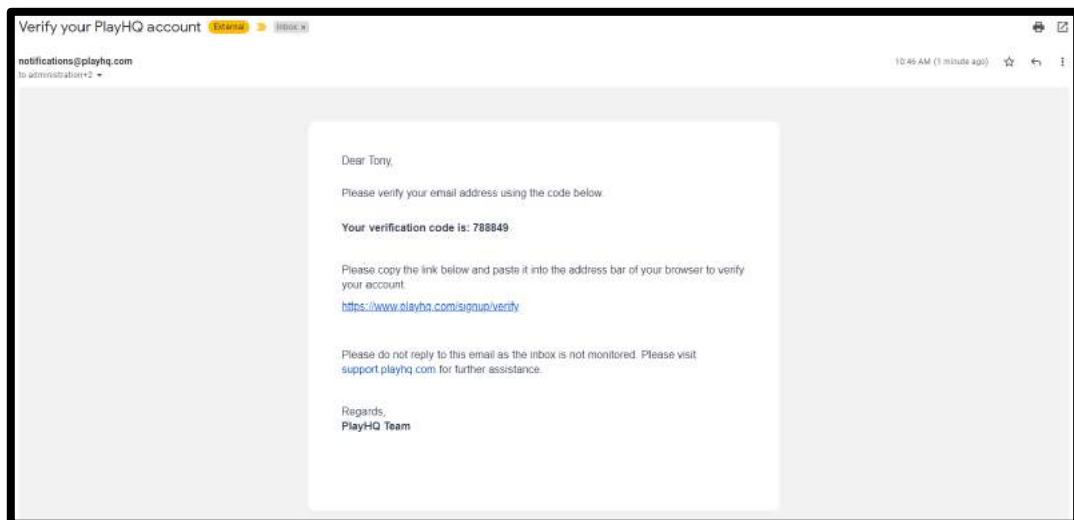 Verify your PlayHQ account External Inbox x
notifications@playhq.com 10:46 AM (1 minute ago)
to administration+2
Dear Tony,
Please verify your email address using the code below.
Your verification code is: 788849
Please copy the link below and paste it into the address bar of your browser to verify
your account.
https://www.playhq.com/signup/verify
Please do not reply to this email as the inbox is not monitored. Please visit
support.playhq.com for further assistance.
Regards,
PlayHQ Team